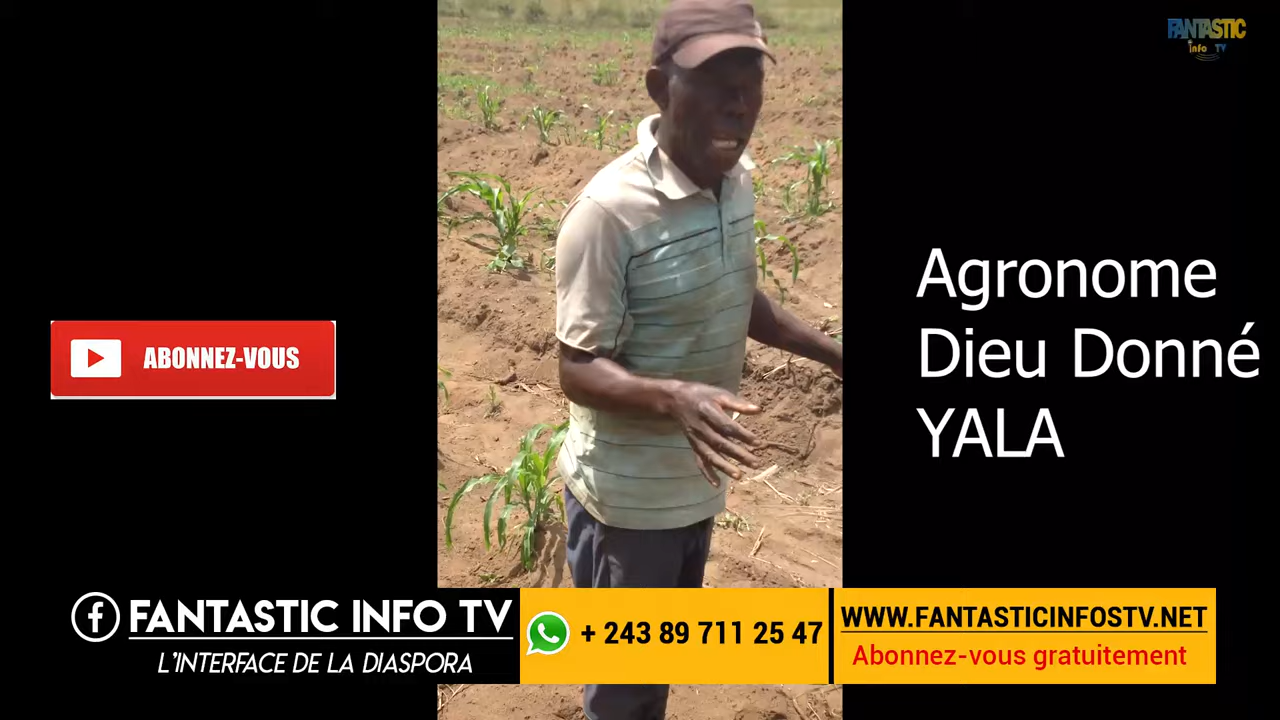 FANTASTIC
info TV
Agronome
Dieu Donné
YALA
ABONNEZ-VOUS
FANTASTIC INFO TV
L'INTERFACE DE LA DIASPORA
+ 243 89 711 25 47
WWW.FANTASTICINFOSTV.NET
Abonnez-vous gratuitement